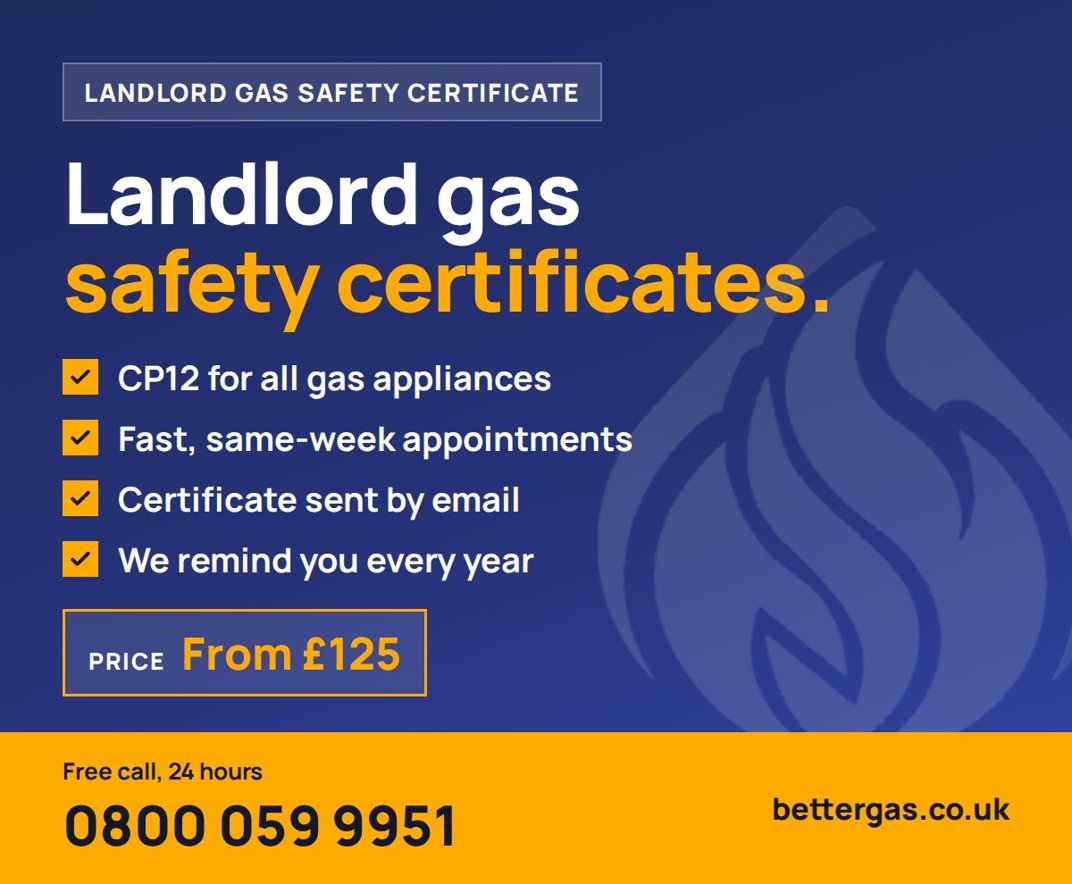 LANDLORD GAS SAFETY CERTIFICATE
Landlord gas
safety certificates.
CP12 for all gas appliances
Fast, same-week appointments
Certificate sent by email
We remind you every year
PRICE From £125
Free call, 24 hours
0800 059 9951
bettergas.co.uk